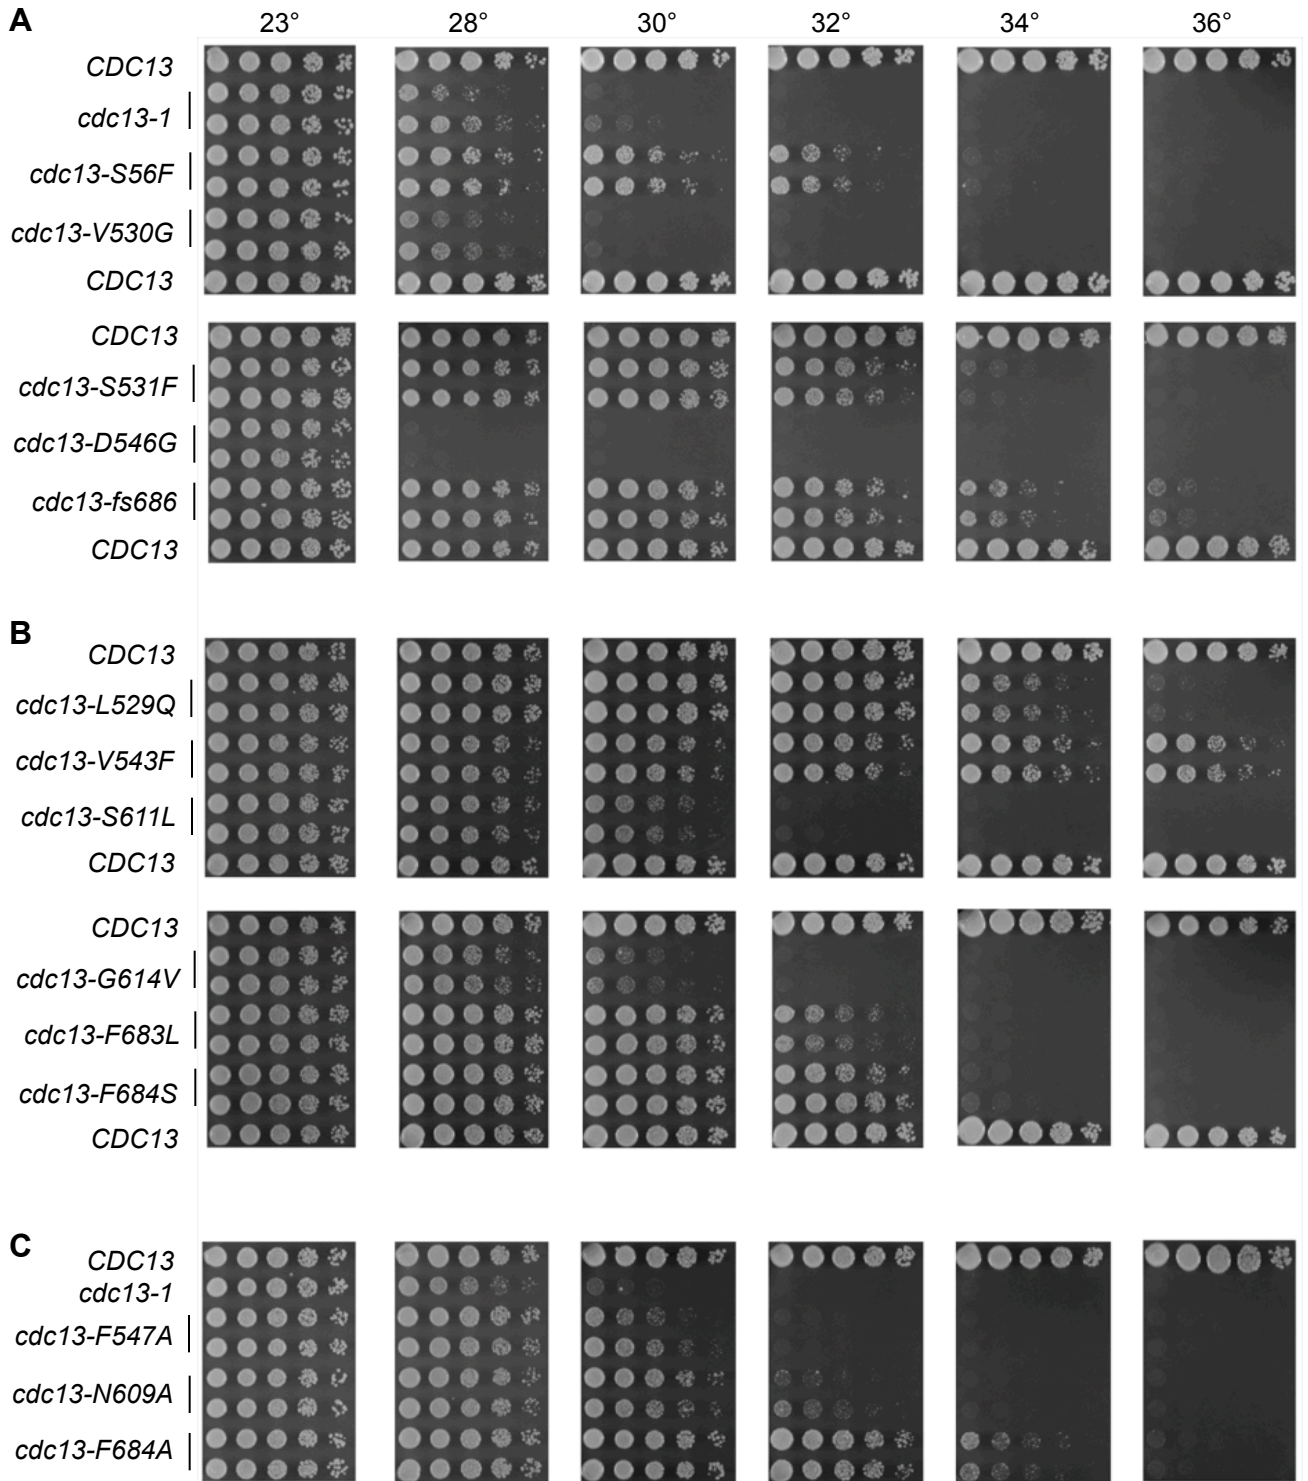 A 23° 28° 30° 32° 34° 36°
CDC13
cdc13-1
cdc13-S56F
cdc13-V530G
CDC13
CDC13
cdc13-S531F
cdc13-D546G
cdc13-fs686
CDC13
B
CDC13
cdc13-L529Q
cdc13-V543F
cdc13-S611L
CDC13
CDC13
cdc13-G614V
cdc13-F683L
cdc13-F684S
CDC13
C
CDC13
cdc13-1
cdc13-F547A
cdc13-N609A
cdc13-F684A